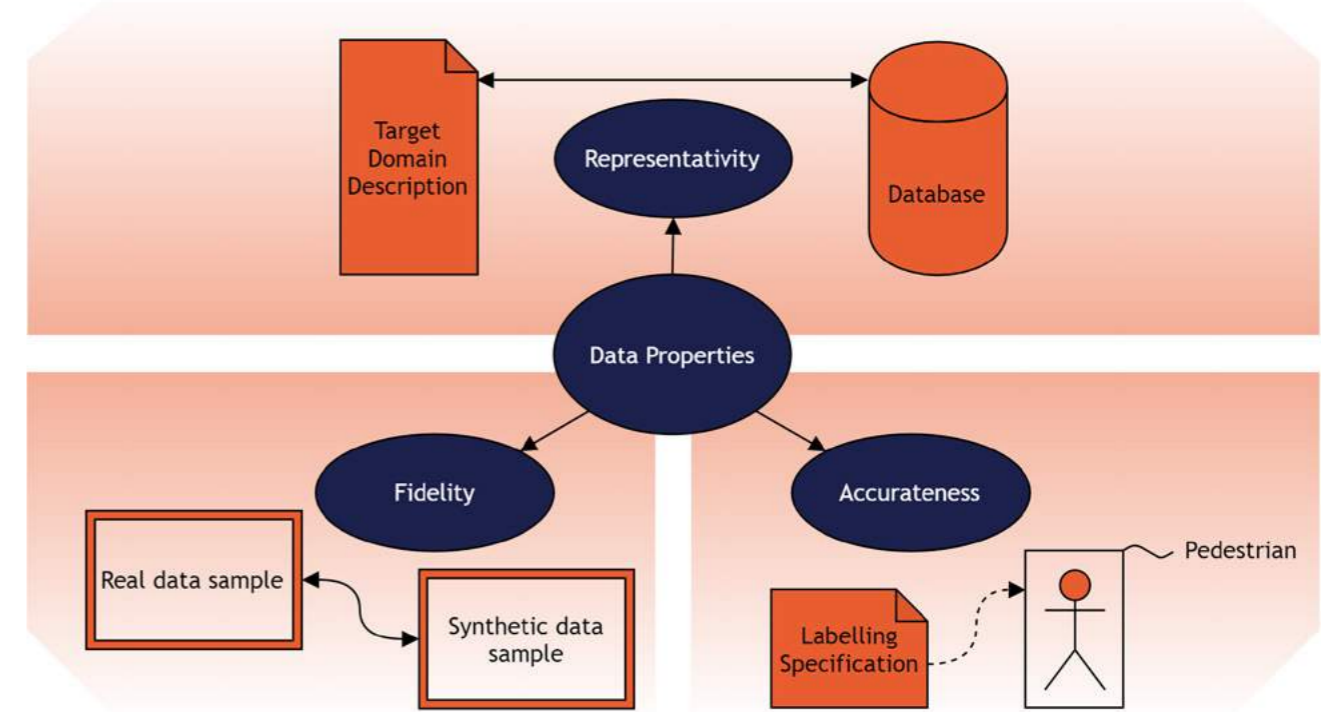 Target
Domain
Description
Representativity
Database
Data Properties
Fidelity
Accurateness
Real data sample
Synthetic data
sample
Pedestrian
Labelling
Specification